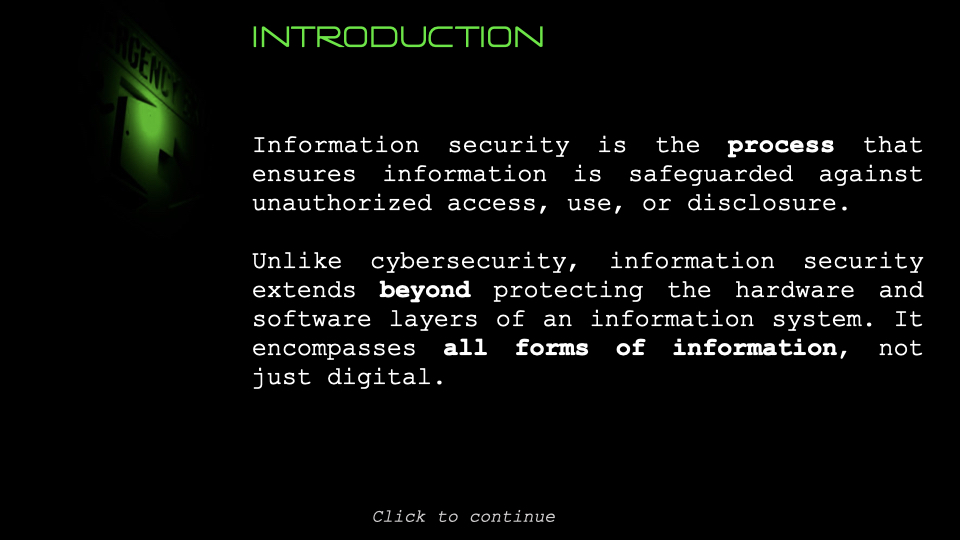 INTRODUCTION
Information security is the process that
ensures information is safeguarded against
unauthorized access, use, or disclosure.
Unlike cybersecurity, information security
extends beyond protecting the hardware and
software layers of an information system. It
encompasses all forms of information, not
just digital.
Click to continue